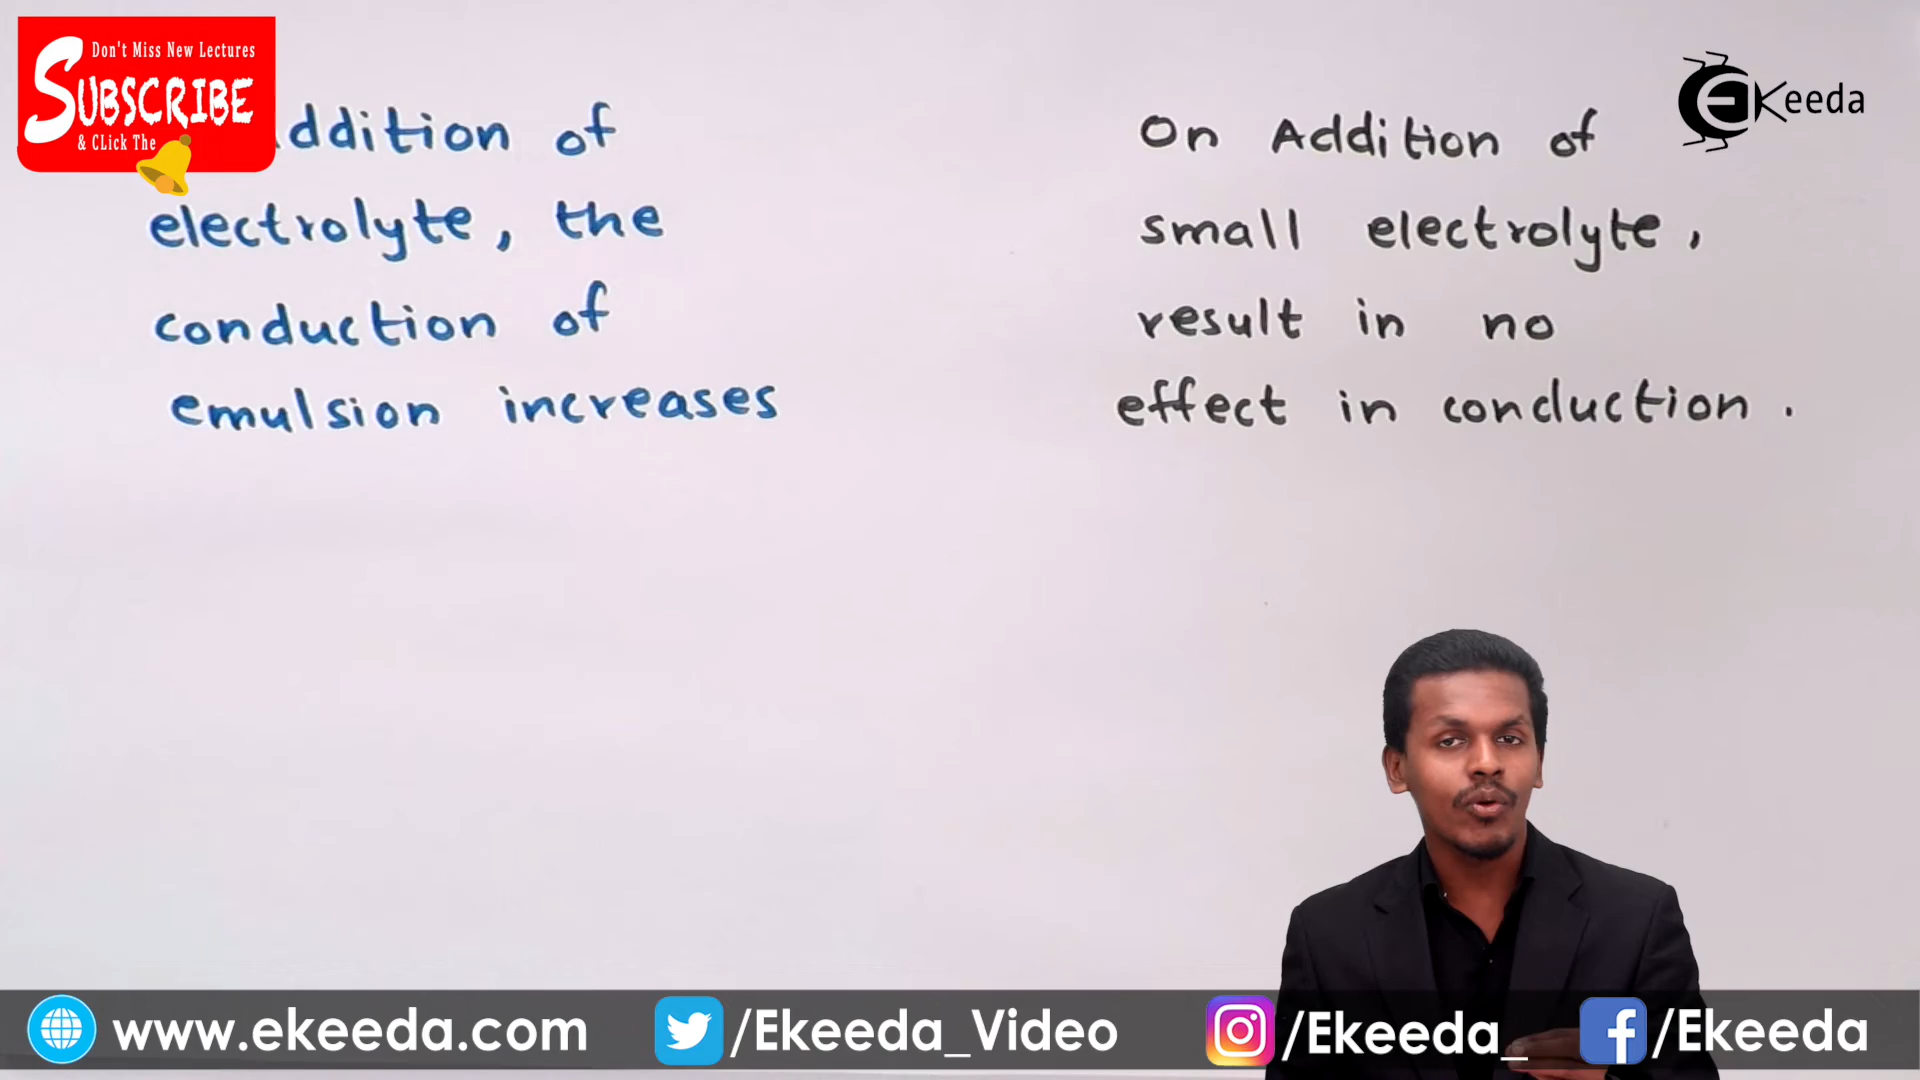 Don't Miss New Lectures
SUBSCRIBE
& CLick The
ddition of
electrolyte, the
conduction of
emulsion increases
On Addition of
small electrolyte,
result in no
effect in conduction.
Ekeeda
www.ekeeda.com
/Ekeeda_Video
/Ekeeda_
/Ekeeda